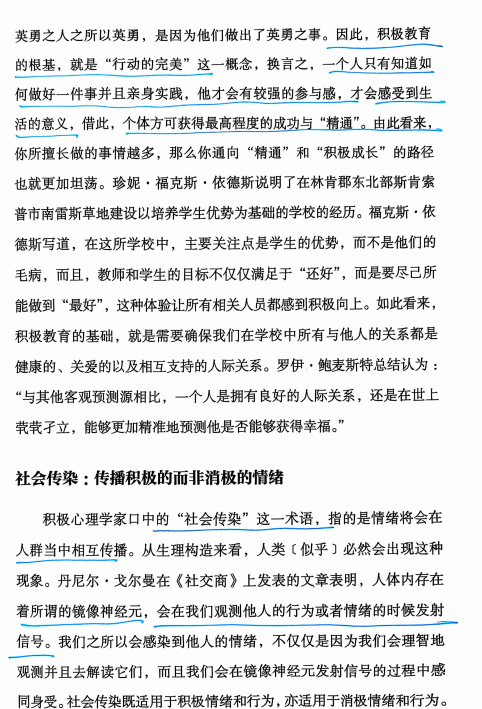 英勇之人之所以英勇，是因为他们做出了英勇之事。因此，积极教育
的根基，就是“行动的完美”这一概念，换言之，一个人只有知道如
何做好一件事并且亲身实践，他才会有较强的参与感，才会感受到生
活的意义，借此，个体方可获得最高程度的成功与“精通”。由此看来，
你所擅长做的事情越多，那么你通向“精通”和“积极成长”的路径
也就更加坦荡。珍妮·福克斯·依德斯说明了在林肯郡东北部斯肯索
普市南雷斯草地建设以培养学生优势为基础的学校的经历。福克斯·依
德斯写道，在这所学校中，主要关注点是学生的优势，而不是他们的
毛病，而且，教师和学生的目标不仅仅满足于“还好”，而是要尽己所
能做到“最好”，这种体验让所有相关人员都感到积极向上。如此看来，
积极教育的基础，就是需要确保我们在学校中所有与他人的关系都是
健康的、关爱的以及相互支持的人际关系。罗伊·鲍麦斯特总结认为：
“与其他客观预测源相比，一个人是拥有良好的人际关系，还是在世上
茕茕孑立，能够更加精准地预测他是否能够获得幸福。”
社会传染：传播积极的而非消极的情绪
积极心理学家口中的“社会传染”这一术语，指的是情绪将会在
人群当中相互传播。从生理构造来看，人类〔似乎〕必然会出现这种
现象。丹尼尔·戈尔曼在《社交商》上发表的文章表明，人体内存在
着所谓的镜像神经元，会在我们观测他人的行为或者情绪的时候发射
信号。我们之所以会感染到他人的情绪，不仅仅是因为我们会理智地
观测并且去解读它们，而且我们会在镜像神经元发射信号的过程中感
同身受。社会传染既适用于积极情绪和行为，亦适用于消极情绪和行为。